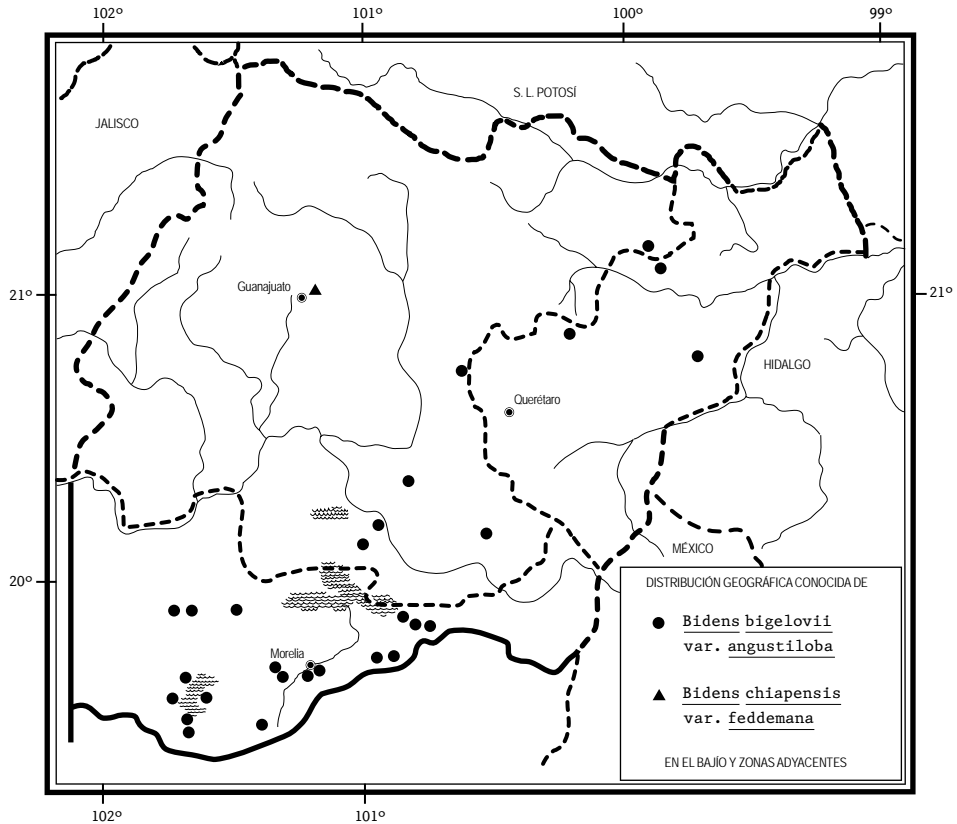 102º 101º 100º 99º
S. L. POTOSÍ
JALISCO
Guanajuato
21º 21º
HIDALGO
Querétaro
MÉXICO
20º
DISTRIBUCIÓN GEOGRÁFICA CONOCIDA DE
Bidens bigelovii
var. angustiloba
Morelia
Bidens chiapensis
var. feddemana
EN EL BAJÍO Y ZONAS ADYACENTES
102º 101º